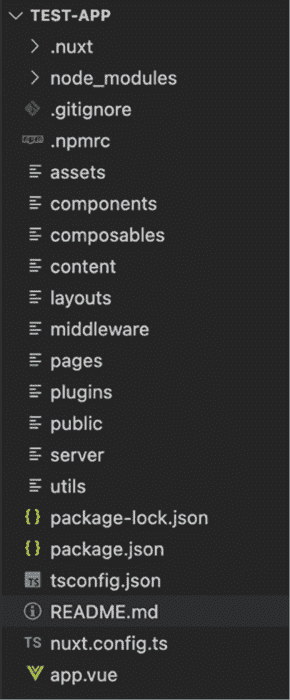 TEST-APP
.nuxt
node_modules
.gitignore
.npmrc
assets
components
composables
content
layouts
middleware
pages
plugins
public
server
utils
{} package-lock.json
{} package.json
TS tsconfig.json
README.md
TS nuxt.config.ts
app.vue